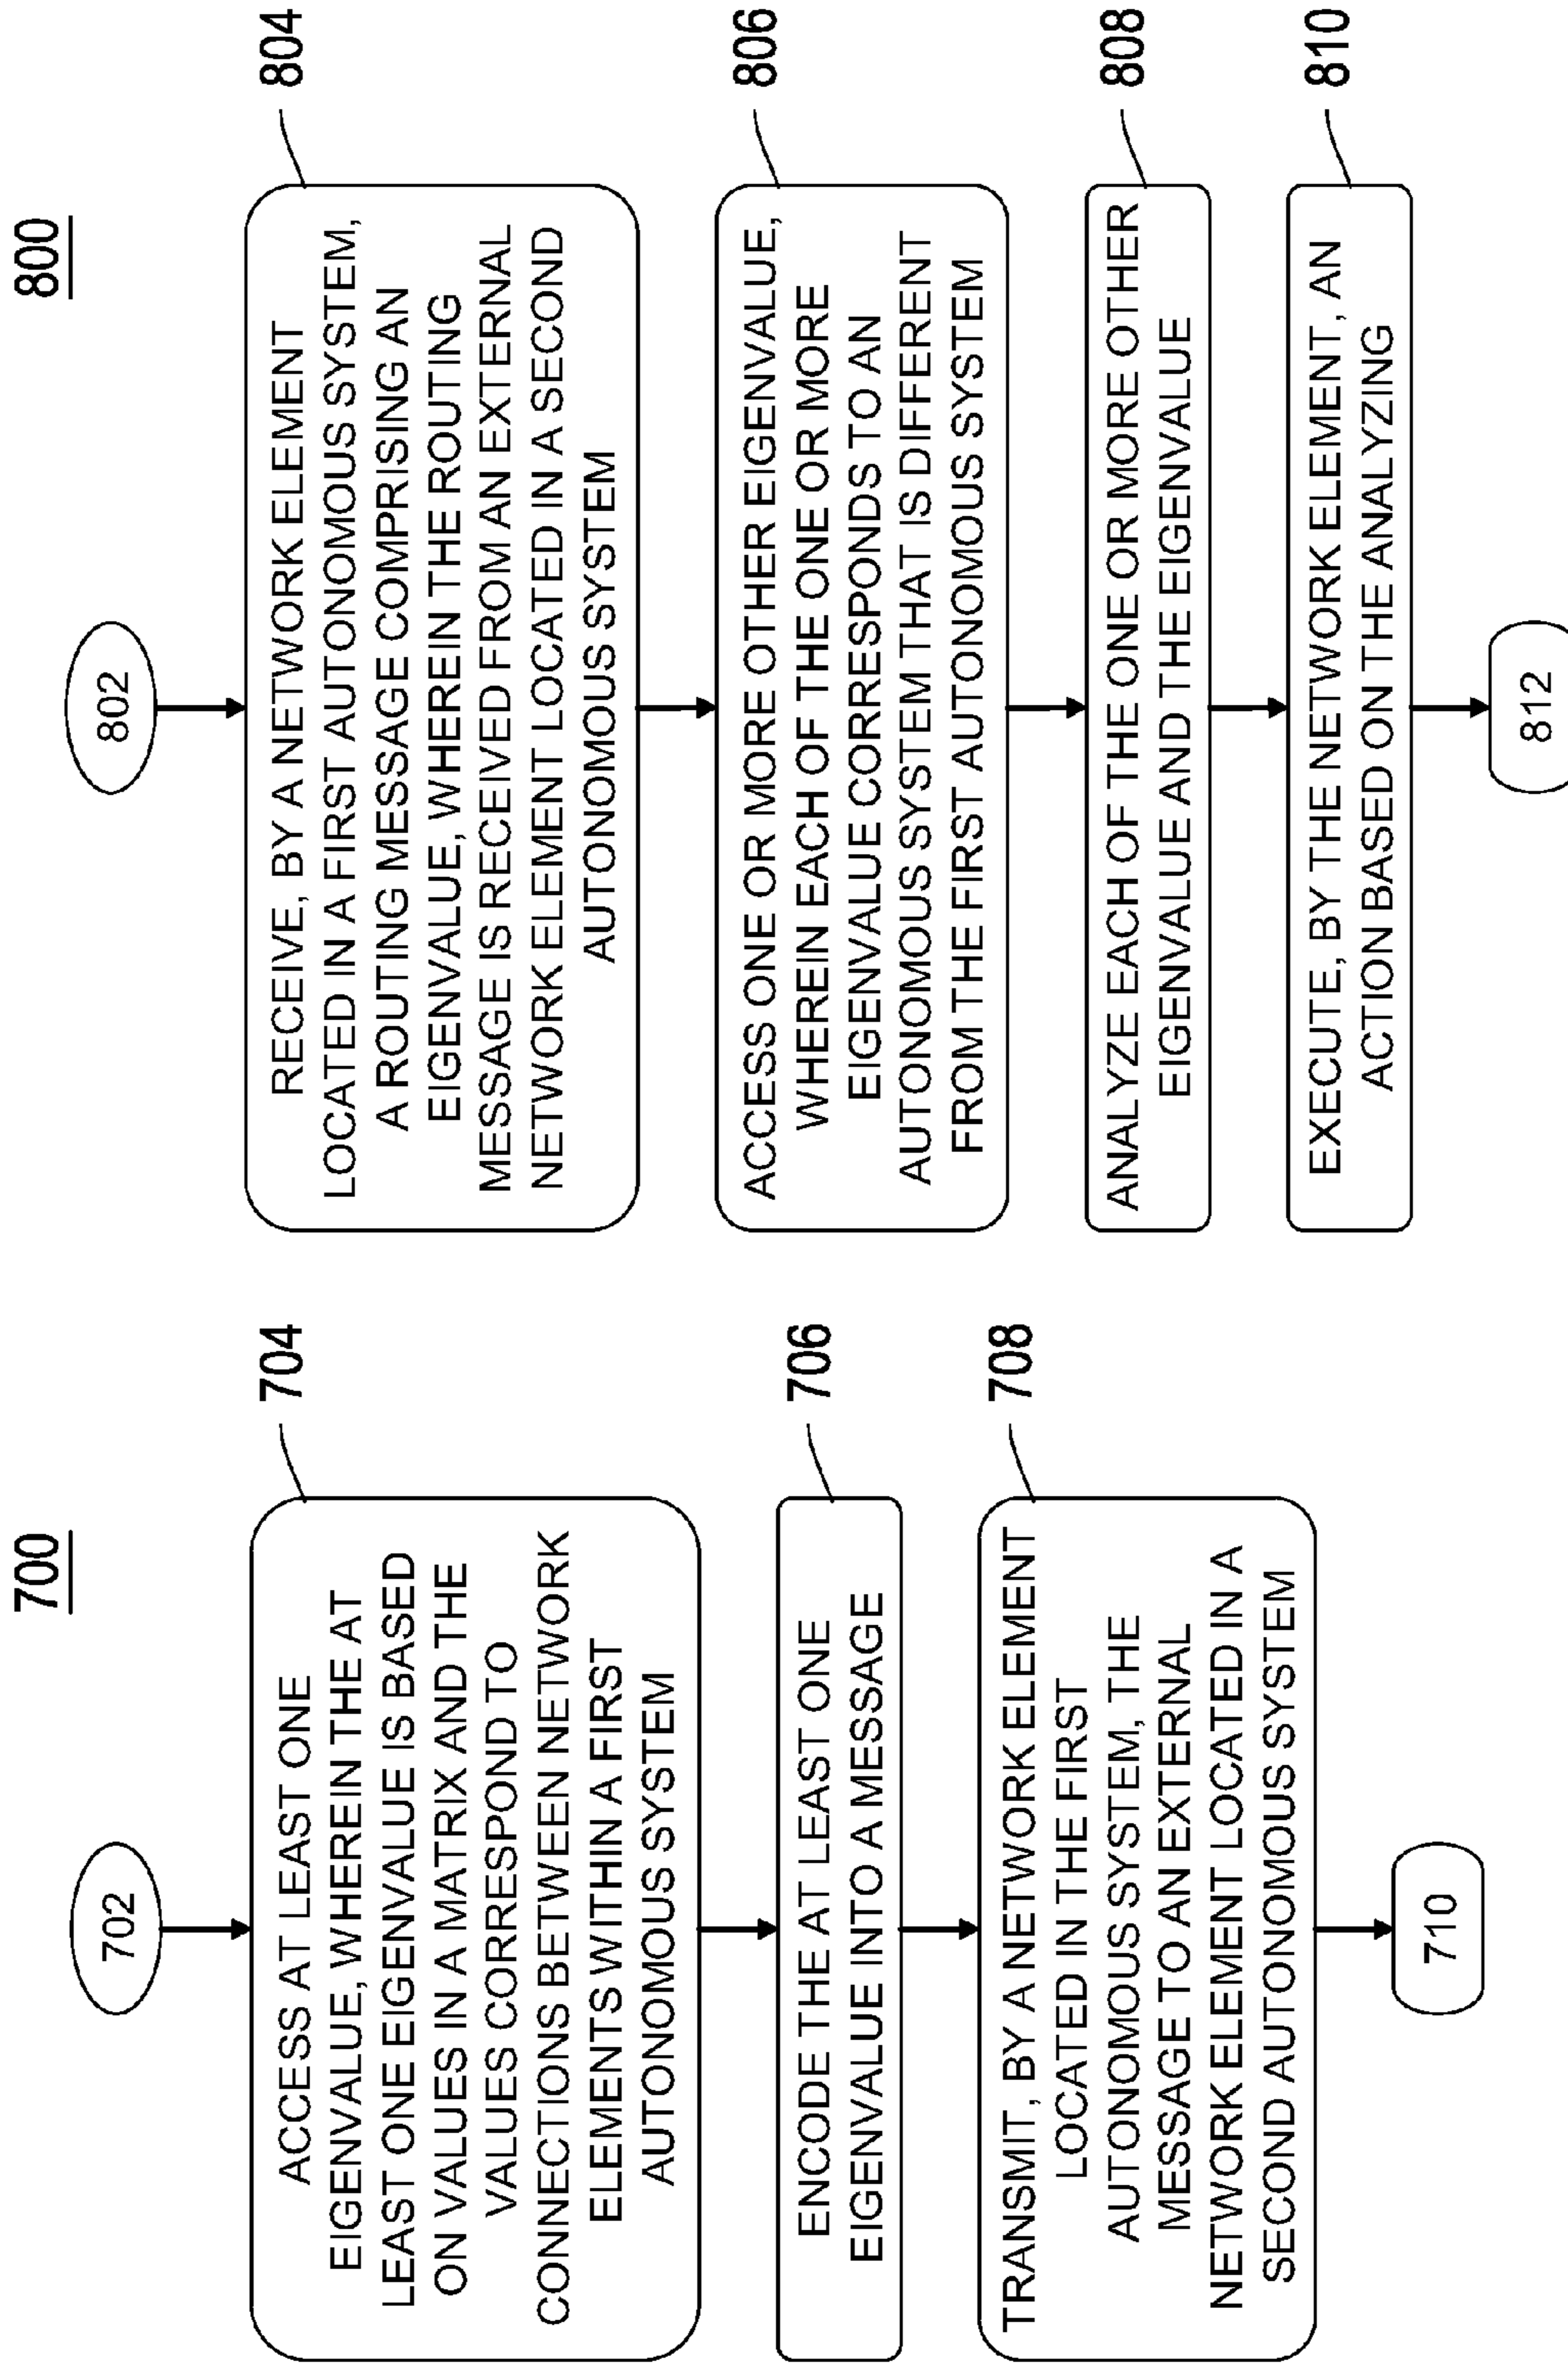 700
702
ACCESS AT LEAST ONE
EIGENVALUE, WHEREIN THE AT
LEAST ONE EIGENVALUE IS BASED
ON VALUES IN A MATRIX AND THE
VALUES CORRESPOND TO
CONNECTIONS BETWEEN NETWORK
ELEMENTS WITHIN A FIRST
AUTONOMOUS SYSTEM
704
ENCODE THE AT LEAST ONE
EIGENVALUE INTO A MESSAGE
706
TRANSMIT, BY A NETWORK ELEMENT
LOCATED IN THE FIRST
AUTONOMOUS SYSTEM, THE
MESSAGE TO AN EXTERNAL
NETWORK ELEMENT LOCATED IN A
SECOND AUTONOMOUS SYSTEM
708
710
800
802
RECEIVE, BY A NETWORK ELEMENT
LOCATED IN A FIRST AUTONOMOUS SYSTEM,
A ROUTING MESSAGE COMPRISING AN
EIGENVALUE, WHEREIN THE ROUTING
MESSAGE IS RECEIVED FROM AN EXTERNAL
NETWORK ELEMENT LOCATED IN A SECOND
AUTONOMOUS SYSTEM
804
ACCESS ONE OR MORE OTHER EIGENVALUE,
WHEREIN EACH OF THE ONE OR MORE
EIGENVALUE CORRESPONDS TO AN
AUTONOMOUS SYSTEM THAT IS DIFFERENT
FROM THE FIRST AUTONOMOUS SYSTEM
806
ANALYZE EACH OF THE ONE OR MORE OTHER
EIGENVALUE AND THE EIGENVALUE
808
EXECUTE, BY THE NETWORK ELEMENT, AN
ACTION BASED ON THE ANALYZING
810
812